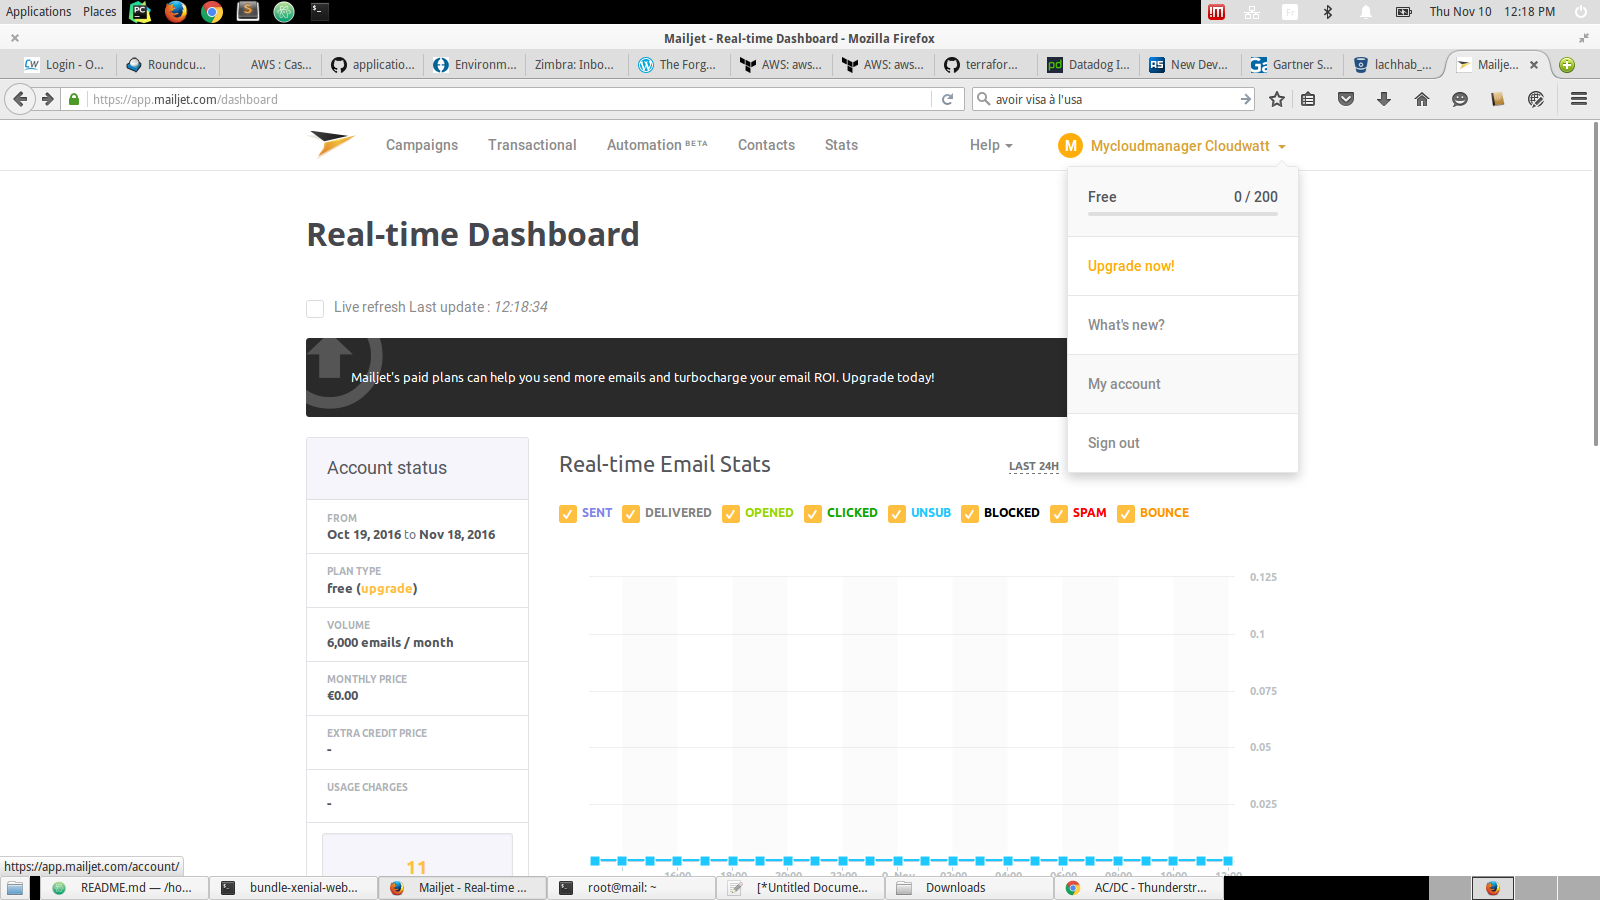 Applications Places
Thu Nov 10 12:18 PM
Mailjet - Real-time Dashboard - Mozilla Firefox
Login - O... Roundcu... AWS : Cas... applicatio... Environm... Zimbra: Inbo... The Forg... AWS: aws... AWS: aws... terrafor... Datadog I... New Dev... Gartner S... lachhab_... Mailje...
https://app.mailjet.com/dashboard
avoir visa à l'usa
Campaigns Transactional Automation BETA Contacts Stats Help M Mycloudmanager Cloudwatt
Free 0 / 200
Upgrade now!
What's new?
My account
Sign out
Real-time Dashboard
Live refresh Last update : 12:18:34
Mailjet's paid plans can help you send more emails and turbocharge your email ROI. Upgrade today!
Account status
FROM
Oct 19, 2016 to Nov 18, 2016
PLAN TYPE
free (upgrade)
VOLUME
6,000 emails / month
MONTHLY PRICE
€0.00
EXTRA CREDIT PRICE
-
USAGE CHARGES
-
11
Real-time Email Stats
LAST 24H
SENT DELIVERED OPENED CLICKED UNSUB BLOCKED SPAM BOUNCE
0.125
0.1
0.075
0.05
0.025
https://app.mailjet.com/account/
README.md — /ho... bundle-xenial-web... Mailjet - Real-time ... root@mail: ~ [*Untitled Docume... Downloads AC/DC - Thunderstr...